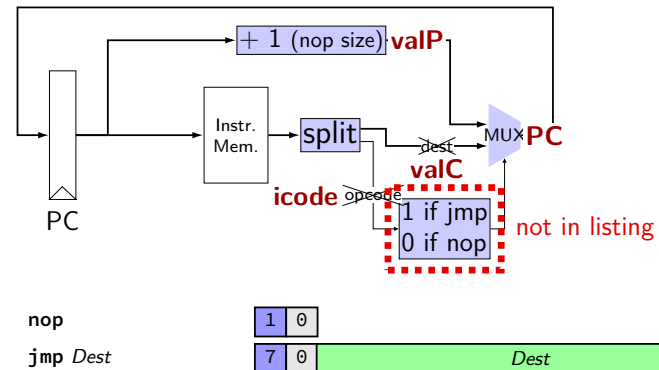 + 1 (nop size) valP
Instr.
Mem.
split
MUX PC
dest
valC
PC
icode opcode
1 if jmp
0 if nop
not in listing
nop 1 0
jmp Dest 7 0 Dest